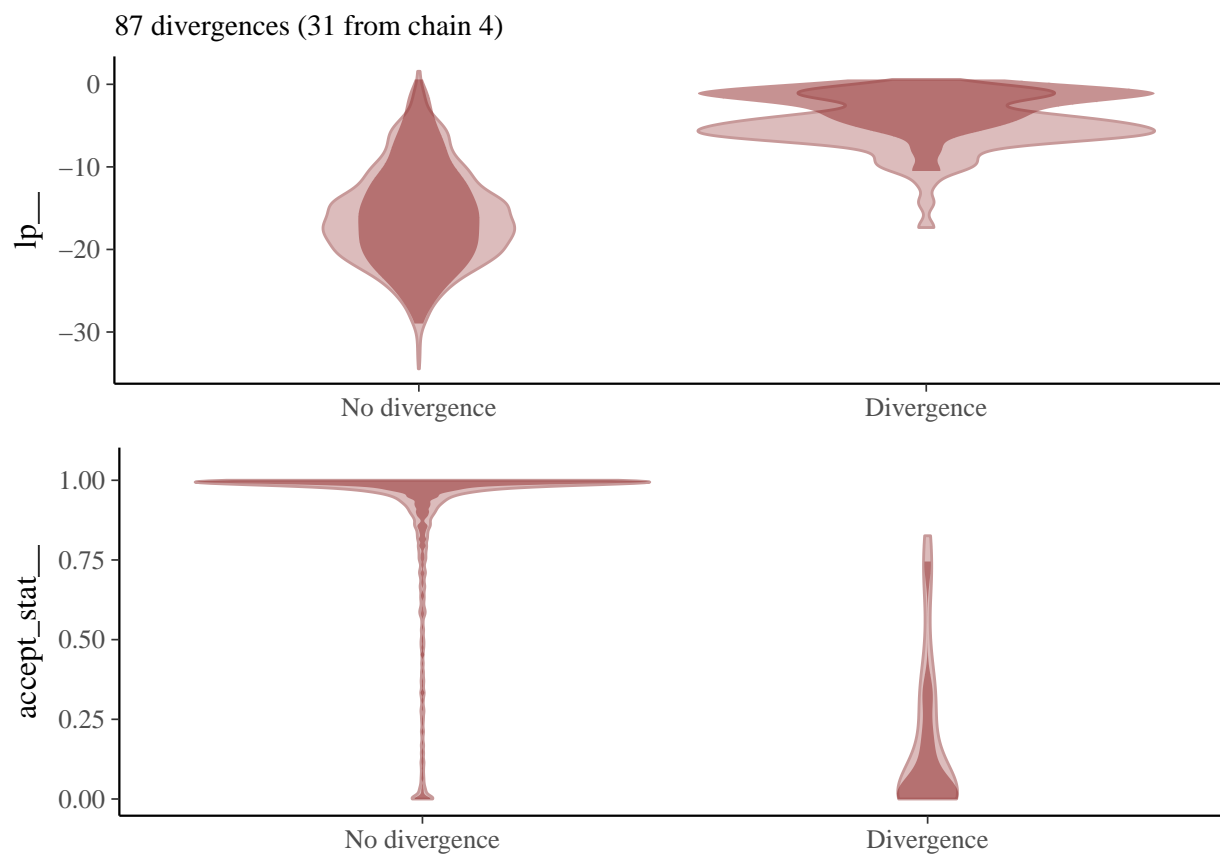 87 divergences (31 from chain 4)
lp__
0
−10
−20
−30
No divergence
Divergence
accept_stat__
1.00
0.75
0.50
0.25
0.00
No divergence
Divergence